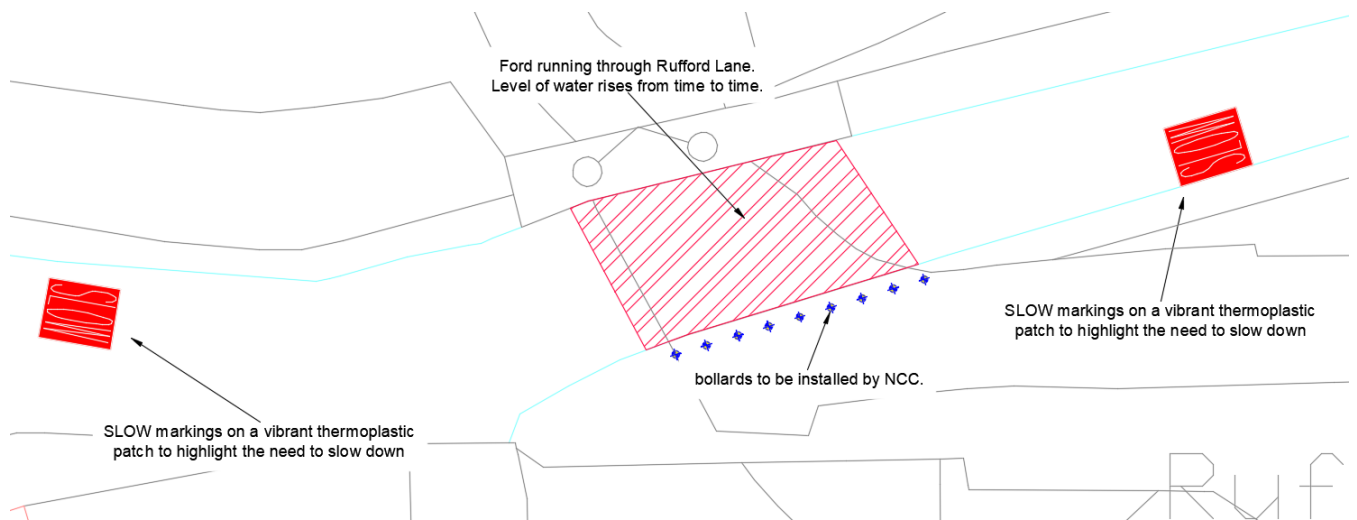 Ford running through Rufford Lane.
Level of water rises from time to time.
SLOW
SLOW markings on a vibrant thermoplastic
patch to highlight the need to slow down
SLOW
bollards to be installed by NCC.
SLOW markings on a vibrant thermoplastic
patch to highlight the need to slow down
Ruf